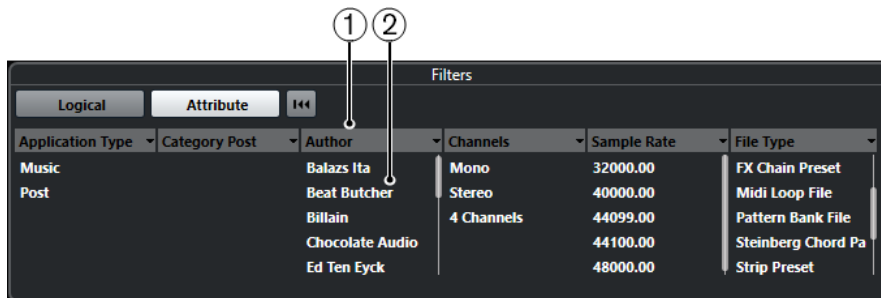 1 2
Filters
Logical Attribute
Application Type Category Post Author Channels Sample Rate File Type
Music Balazs Ita Mono 32000.00 FX Chain Preset
Post Beat Butcher Stereo 40000.00 Midi Loop File
Billain 4 Channels 44099.00 Pattern Bank File
Chocolate Audio 44100.00 Steinberg Chord Pa
Ed Ten Eyck 48000.00 Strip Preset